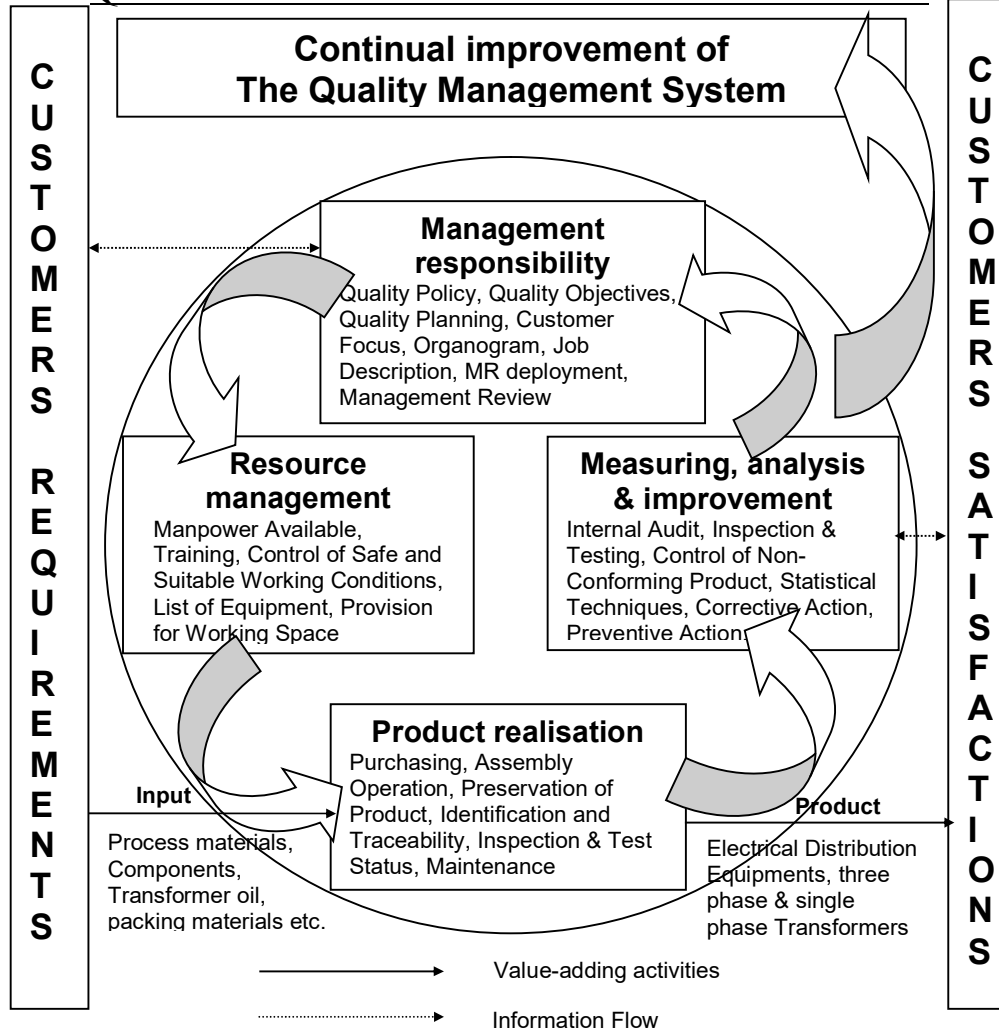 Continual improvement of
The Quality Management System
CUSTOMERS REQUIREMENTS
Management
responsibility
Quality Policy, Quality Objectives,
Quality Planning, Customer
Focus, Organogram, Job
Description, MR deployment,
Management Review
Resource
management
Manpower Available,
Training, Control of Safe and
Suitable Working Conditions,
List of Equipment, Provision
for Working Space
Measuring, analysis
& improvement
Internal Audit, Inspection &
Testing, Control of Non-
Conforming Product, Statistical
Techniques, Corrective Action,
Preventive Action.
Product realisation
Purchasing, Assembly
Operation, Preservation of
Product, Identification and
Traceability, Inspection & Test
Status, Maintenance
Input
Process materials,
Components,
Transformer oil,
packing materials etc.
Product
Electrical Distribution
Equipments, three
phase & single
phase Transformers
CUSTOMERS SATISFACTIONS
Value-adding activities
Information Flow